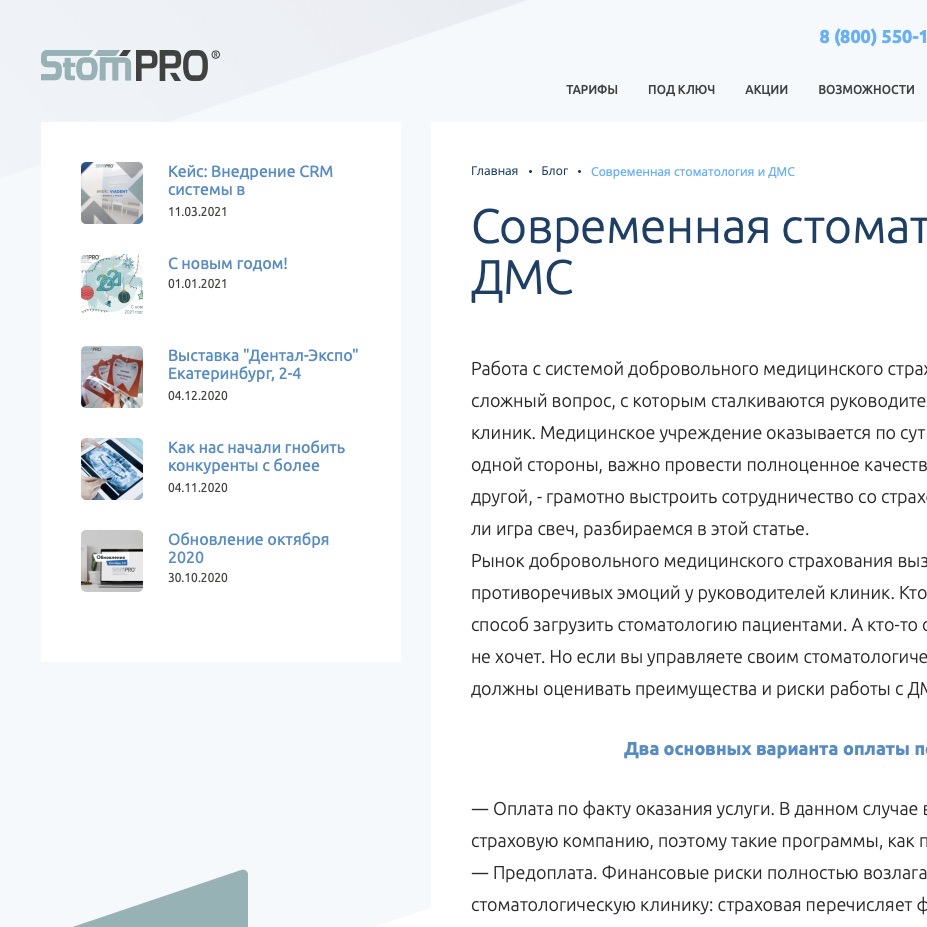 StomPRO®
8 (800) 550-1
ТАРИФЫ ПОД КЛЮЧ АКЦИИ ВОЗМОЖНОСТИ
Кейс: Внедрение CRM
системы в
11.03.2021
С новым годом!
01.01.2021
Выставка "Дентал-Экспо"
Екатеринбург, 2-4
04.12.2020
Как нас начали гнобить
конкуренты с более
04.11.2020
Обновление октября
2020
30.10.2020
Главная • Блог • Современная стоматология и ДМС
Современная стомат
ДМС
Работа с системой добровольного медицинского страх
сложный вопрос, с которым сталкиваются руководите
клиник. Медицинское учреждение оказывается по сут
одной стороны, важно провести полноценное качеств
другой, - грамотно выстроить сотрудничество со страх
ли игра свеч, разбираемся в этой статье.
Рынок добровольного медицинского страхования выз
противоречивых эмоций у руководителей клиник. Кто
способ загрузить стоматологию пациентами. А кто-то с
не хочет. Но если вы управляете своим стоматологиче
должны оценивать преимущества и риски работы с ДМ
Два основных варианта оплаты п
— Оплата по факту оказания услуги. В данном случае в
страховую компанию, поэтому такие программы, как п
— Предоплата. Финансовые риски полностью возлага
стоматологическую клинику: страховая перечисляет ф